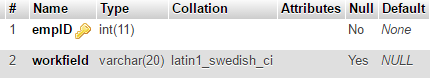 # Name Type Collation Attributes Null Default
1 empID int(11) No None
2 workfield varchar(20) latin1_swedish_ci Yes NULL